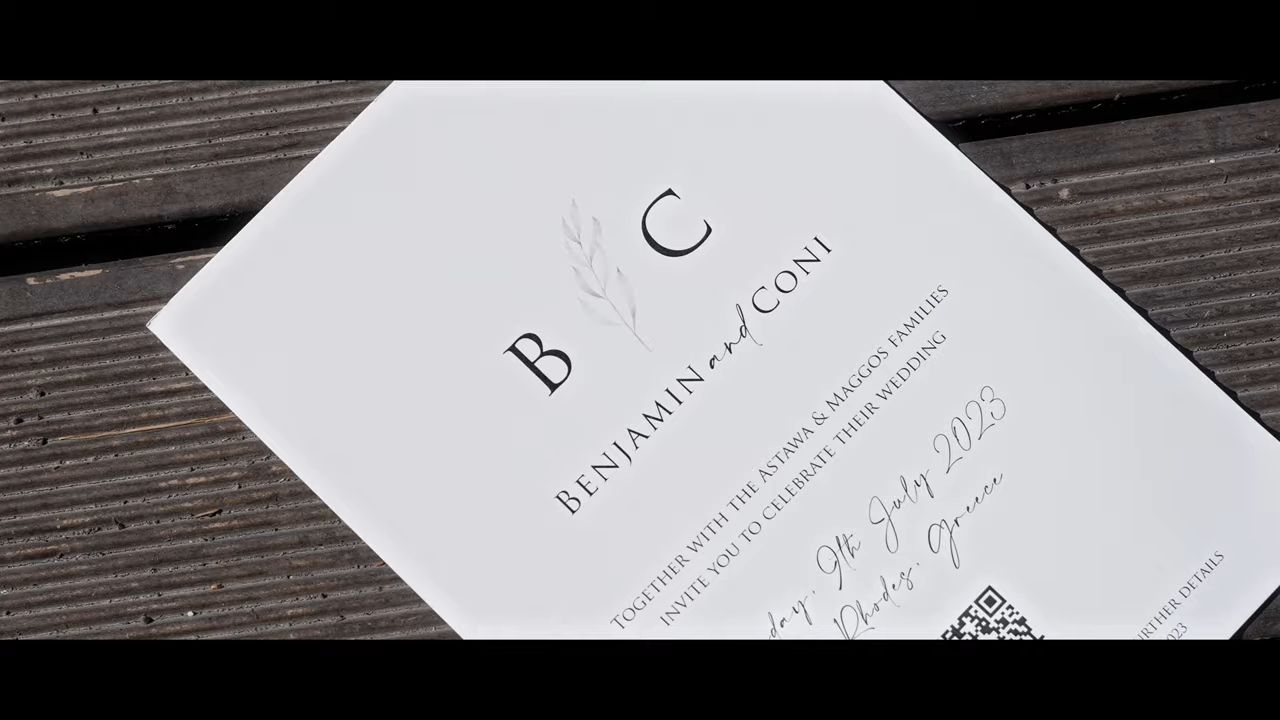 B C
BENJAMIN and CONI
TOGETHER WITH THE ASTAWA & MAGGOS FAMILIES
INVITE YOU TO CELEBRATE THEIR WEDDING
9th July 2023
Rhodes, Greece
DETAILS